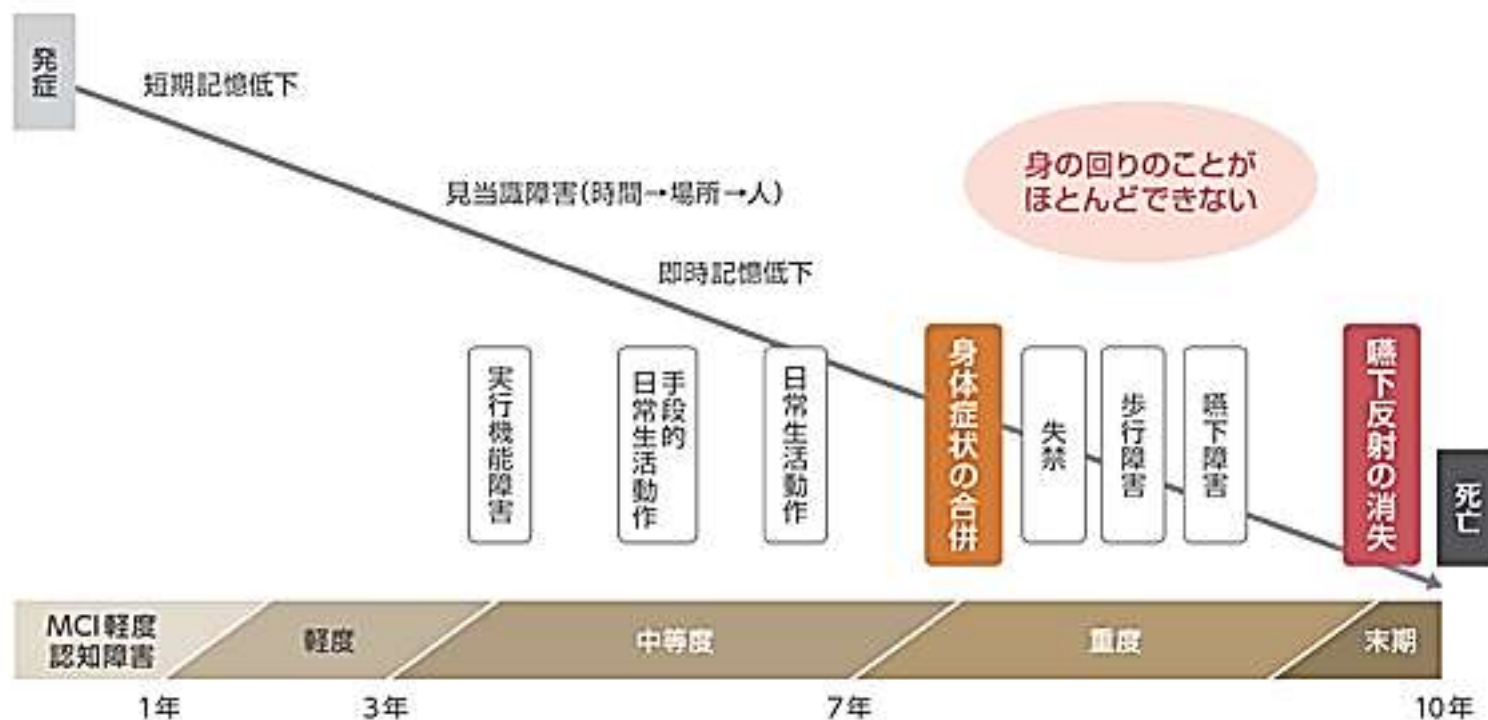 発症
短期記憶低下
見当識障害(時間→場所→人)
即時記憶低下
身の回りのことが
ほとんどできない
実行機能障害
手段的
日常生活動作
日常生活動作
身体症状の合併
失禁
歩行障害
嚥下障害
嚥下反射の消失
死亡
MCI軽度
認知障害
軽度
中等度
重度
末期
1年
3年
7年
10年